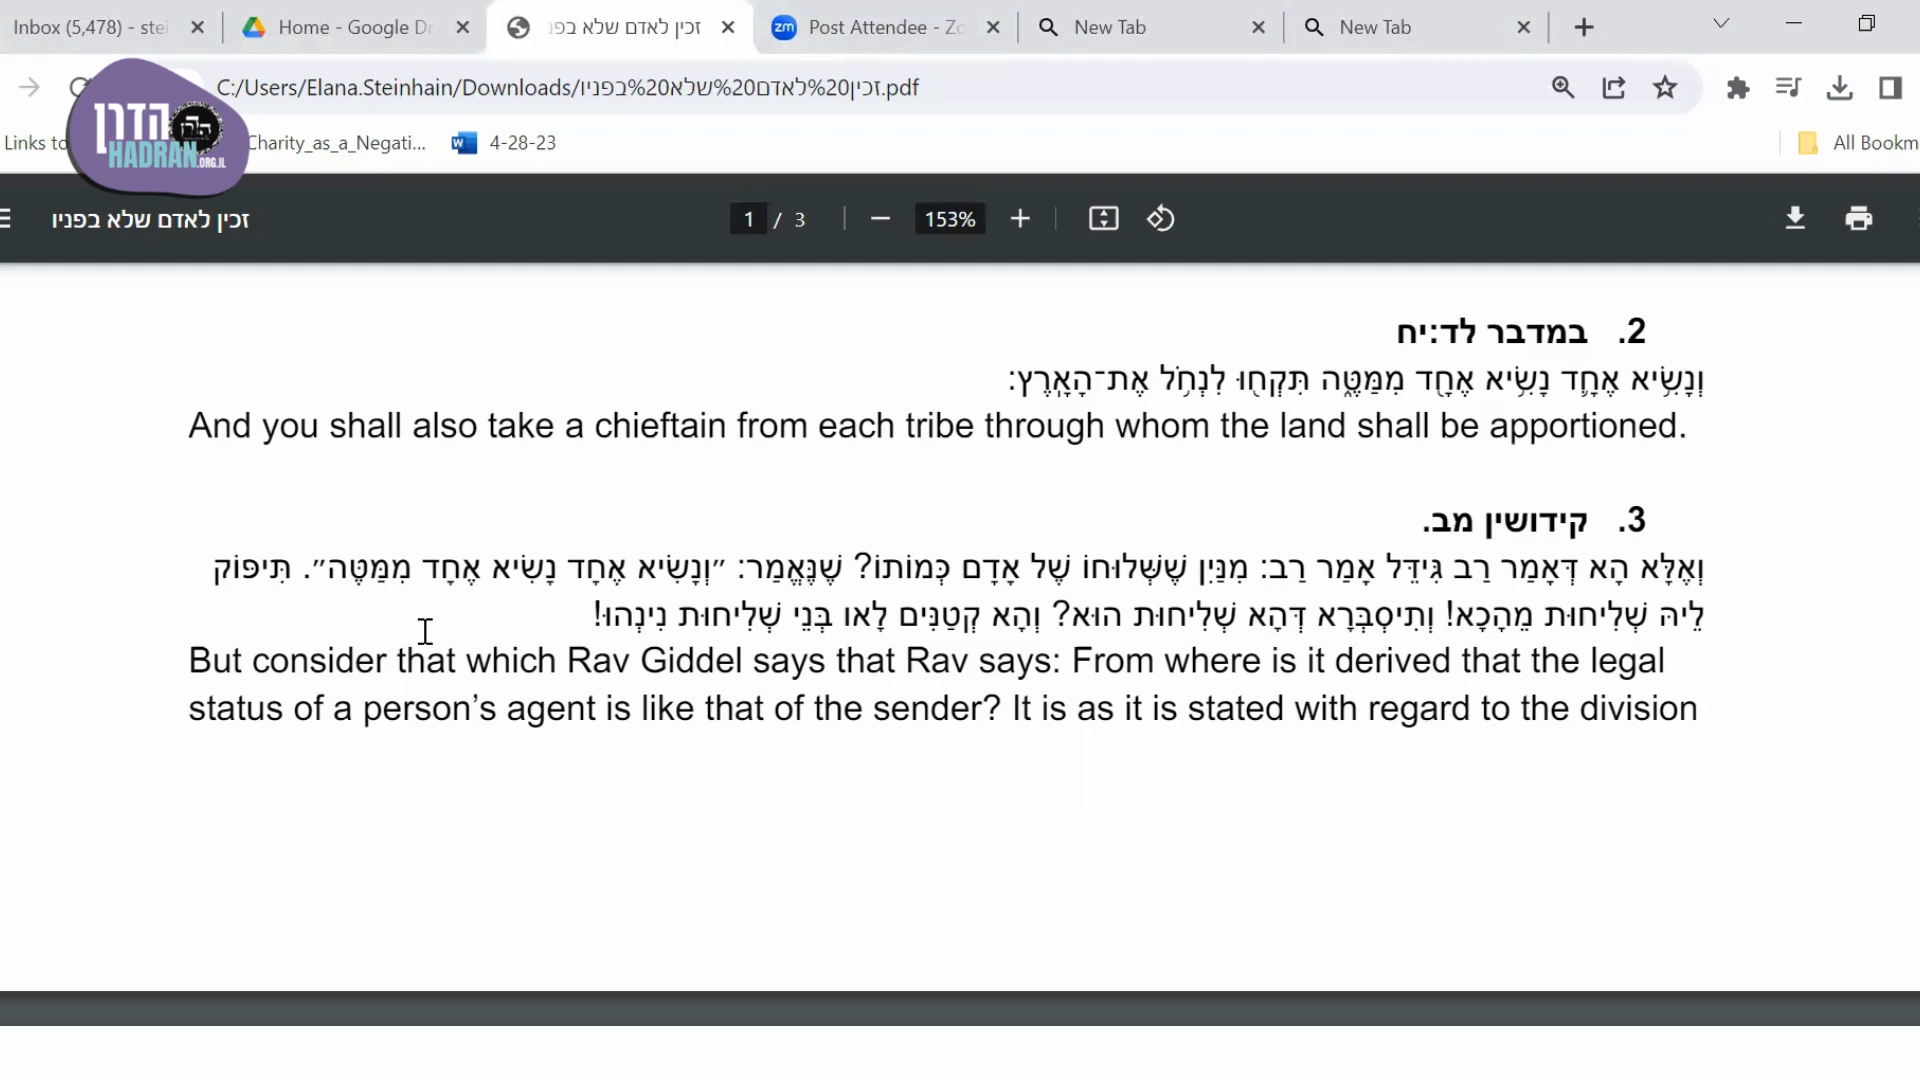 Inbox (5,478) - stei
Home - Google Dr
זכין לאדם שלא בפנ
Post Attendee - Zo
New Tab
New Tab
C:/Users/Elana.Steinhain/Downloads/זכין%20לאדם%20שלא%20בפניו.pdf
Links to
Charity_as_a_Negati...
4-28-23
All Bookm
הדרן
HADRAN.ORG.IL
זכין לאדם שלא בפניו
1 / 3
153%
2. במדבר לד:יח
וְנָשִׂ֥יא אֶחָ֛ד נָשִׂ֥יא אֶחָ֖ד מִמַּטֶּ֑ה תִּקְח֖וּ לִנְחֹ֥ל אֶת־הָאָֽרֶץ׃
And you shall also take a chieftain from each tribe through whom the land shall be apportioned.
3. קידושין מב.
וְאֶלָּא הָא דְּאָמַר רַב גִּידֵּל אָמַר רַב: מִנַּיִן שֶׁשְּׁלוּחוֹ שֶׁל אָדָם כְּמוֹתוֹ? שֶׁנֶּאֱמַר: ״וְנָשִׂיא אֶחָד נָשִׂיא אֶחָד מִמַּטֶּה״. תִּיפּוֹק
לֵיהּ שְׁלִיחוּת מֵהָכָא! וְתִיסְבְּרָא דְּהָא שְׁלִיחוּת הוּא? וְהָא קְטַנִּים לָאו בְּנֵי שְׁלִיחוּת נִינְהוּ!
But consider that which Rav Giddel says that Rav says: From where is it derived that the legal
status of a person’s agent is like that of the sender? It is as it is stated with regard to the division